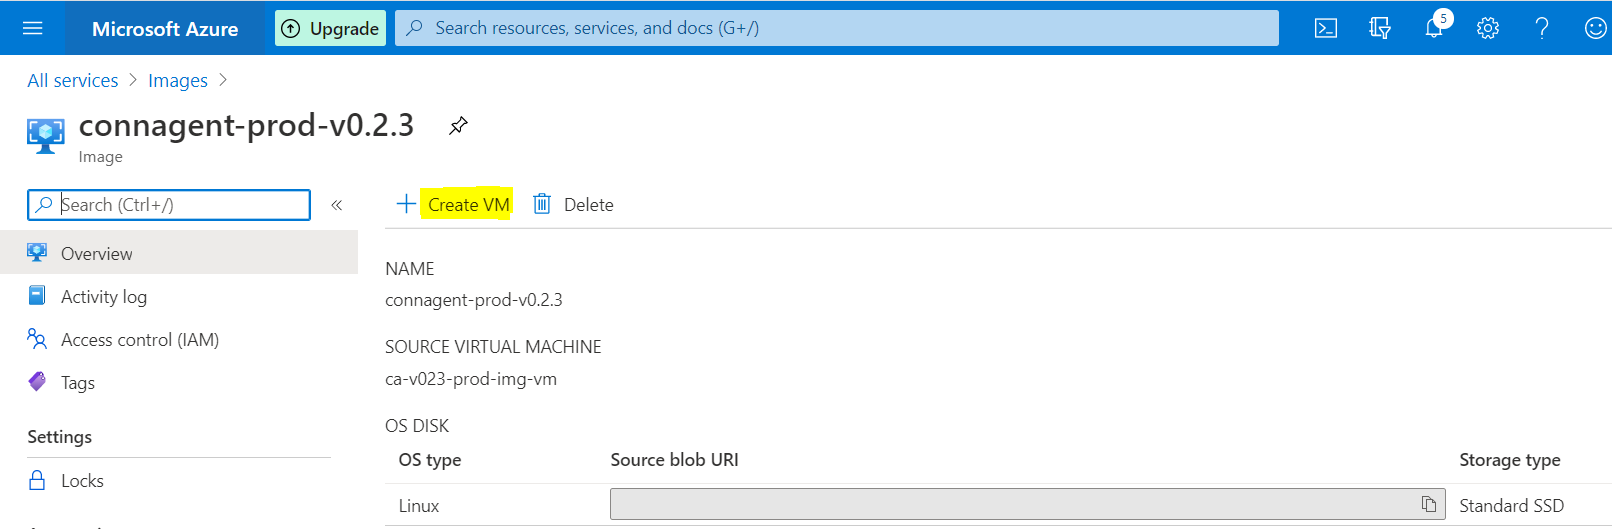 Microsoft Azure
Upgrade
Search resources, services, and docs (G+/)
5
All services > Images >
connagent-prod-v0.2.3
Image
Search (Ctrl+/)
«
+ Create VM
Delete
Overview
Activity log
Access control (IAM)
Tags
Settings
Locks
NAME
connagent-prod-v0.2.3
SOURCE VIRTUAL MACHINE
ca-v023-prod-img-vm
OS DISK
OS type Source blob URI Storage type
Linux Standard SSD